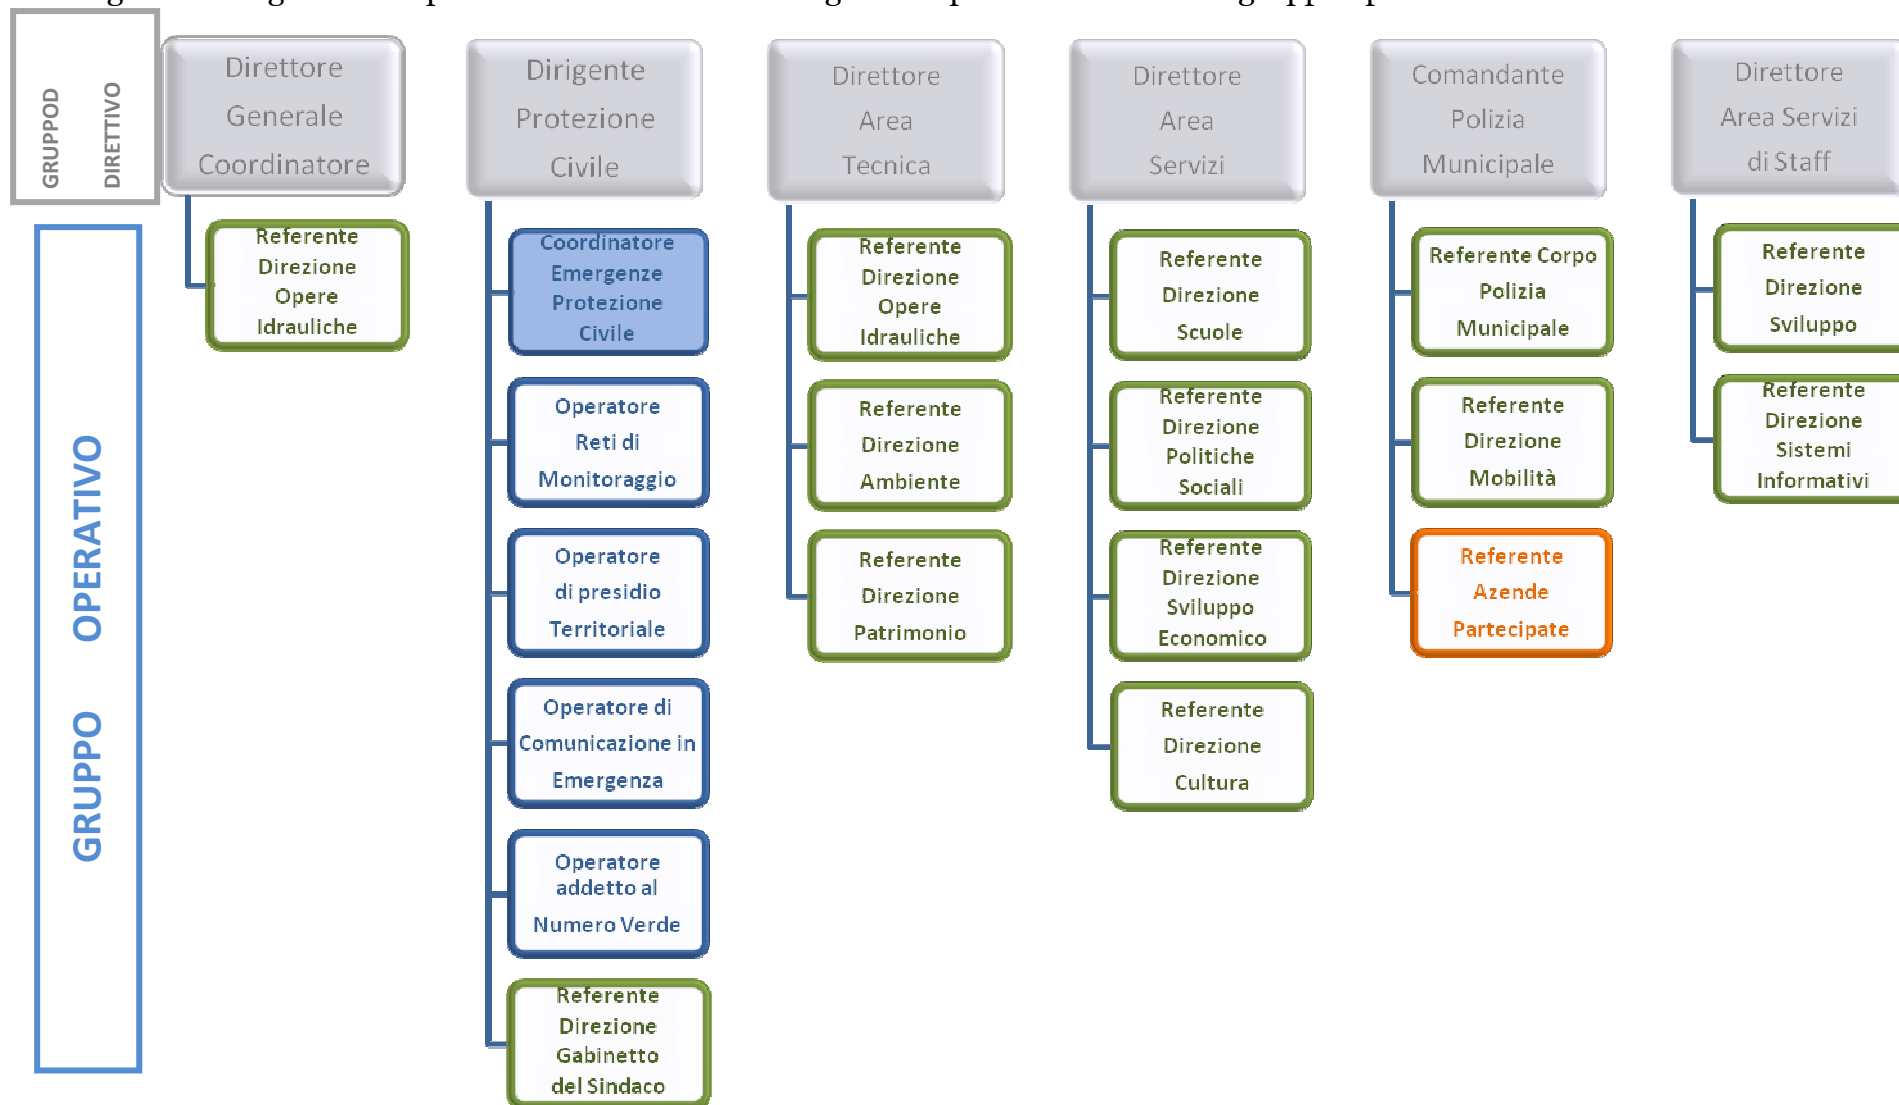 GRUPPOD
DIRETTIVO
Direttore
Generale
Coordinatore
Dirigente
Protezione
Civile
Direttore
Area
Tecnica
Direttore
Area
Servizi
Comandante
Polizia
Municipale
Direttore
Area Servizi
di Staff
GRUPPO OPERATIVO
Referente
Direzione
Opere
Idrauliche
Coordinatore
Emergenze
Protezione
Civile
Operatore
Reti di
Monitoraggio
Operatore
di presidio
Territoriale
Operatore di
Comunicazione in
Emergenza
Operatore
addetto al
Numero Verde
Referente
Direzione
Gabinetto
del Sindaco
Referente
Direzione
Opere
Idrauliche
Referente
Direzione
Ambiente
Referente
Direzione
Patrimonio
Referente
Direzione
Scuole
Referente
Direzione
Politiche
Sociali
Referente
Direzione
Sviluppo
Economico
Referente
Direzione
Cultura
Referente Corpo
Polizia
Municipale
Referente
Direzione
Mobilità
Referente
Azende
Partecipate
Referente
Direzione
Sviluppo
Referente
Direzione
Sistemi
Informativi